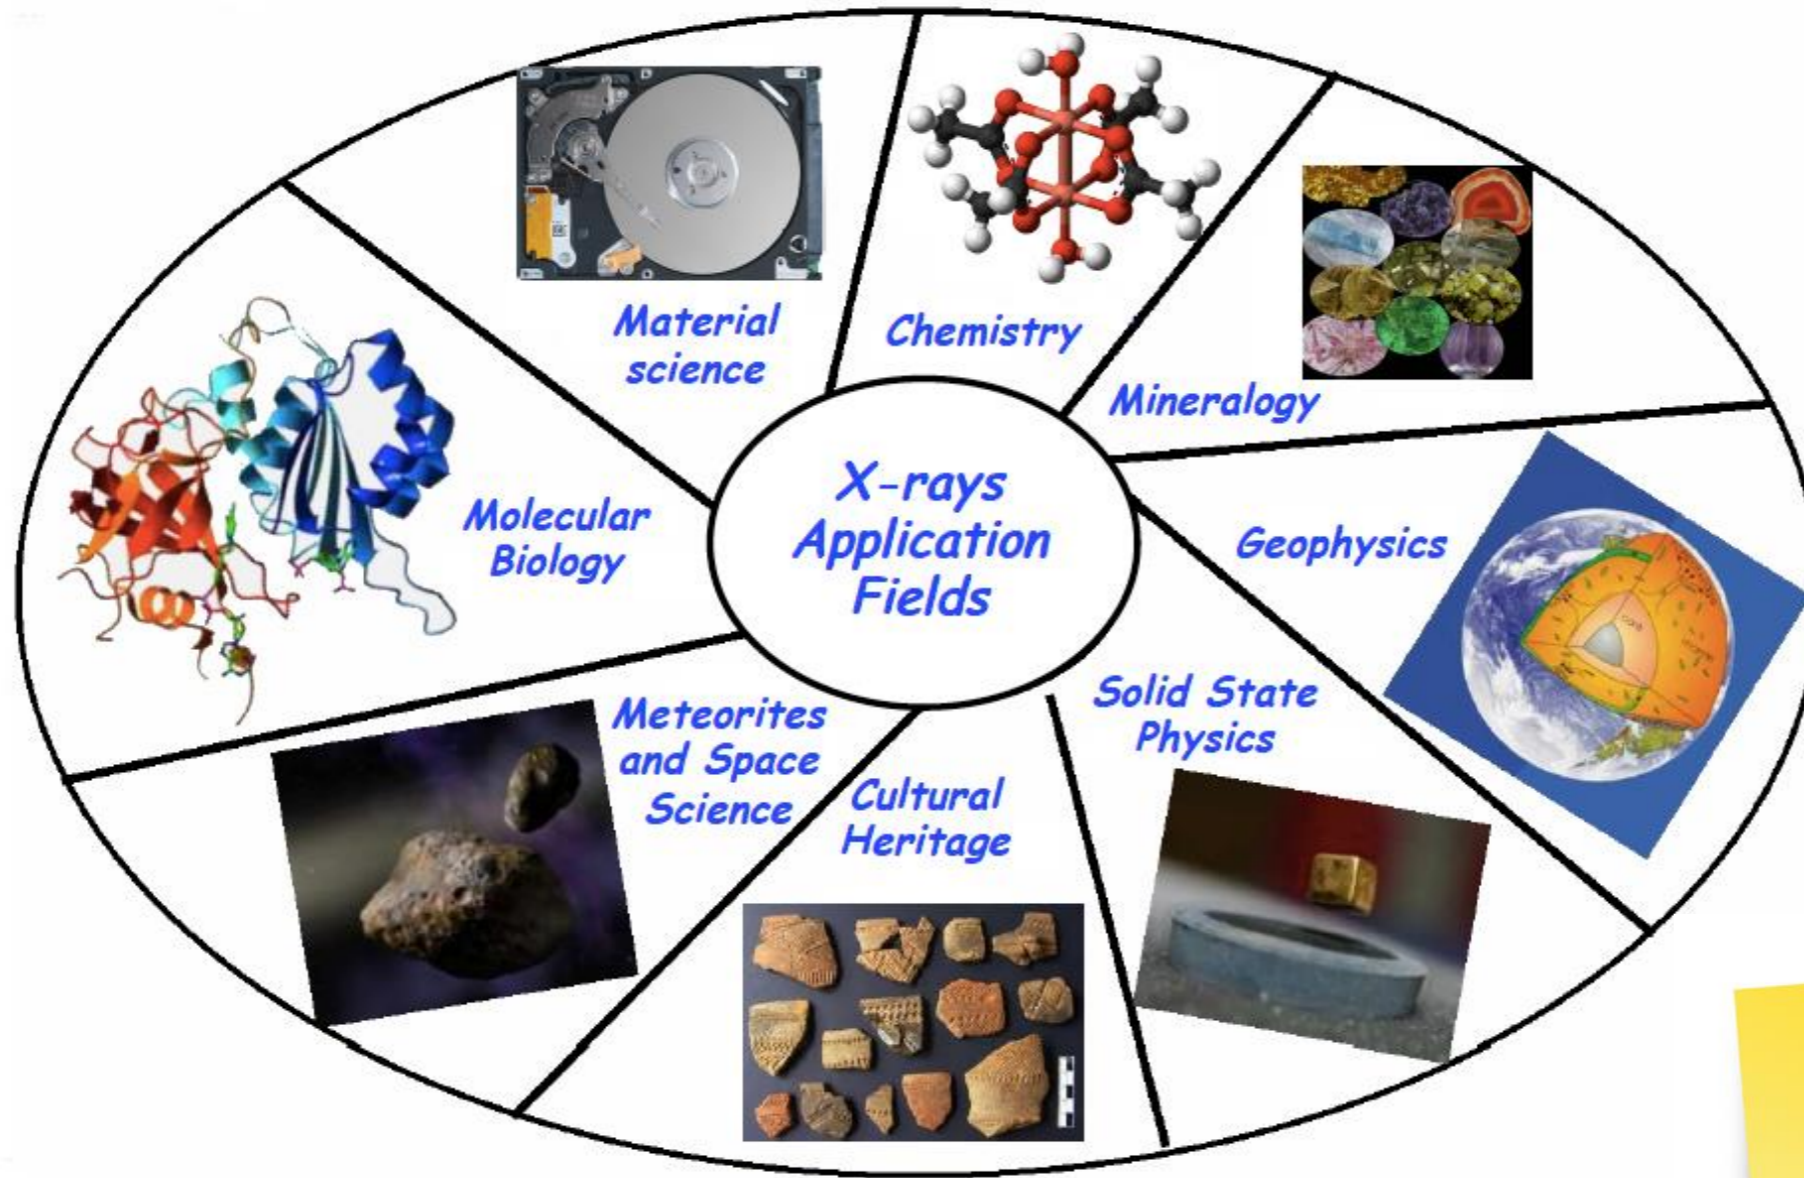 X-rays
Application
Fields
Material
science
Chemistry
Mineralogy
Geophysics
Solid State
Physics
Cultural
Heritage
Meteorites
and Space
Science
Molecular
Biology